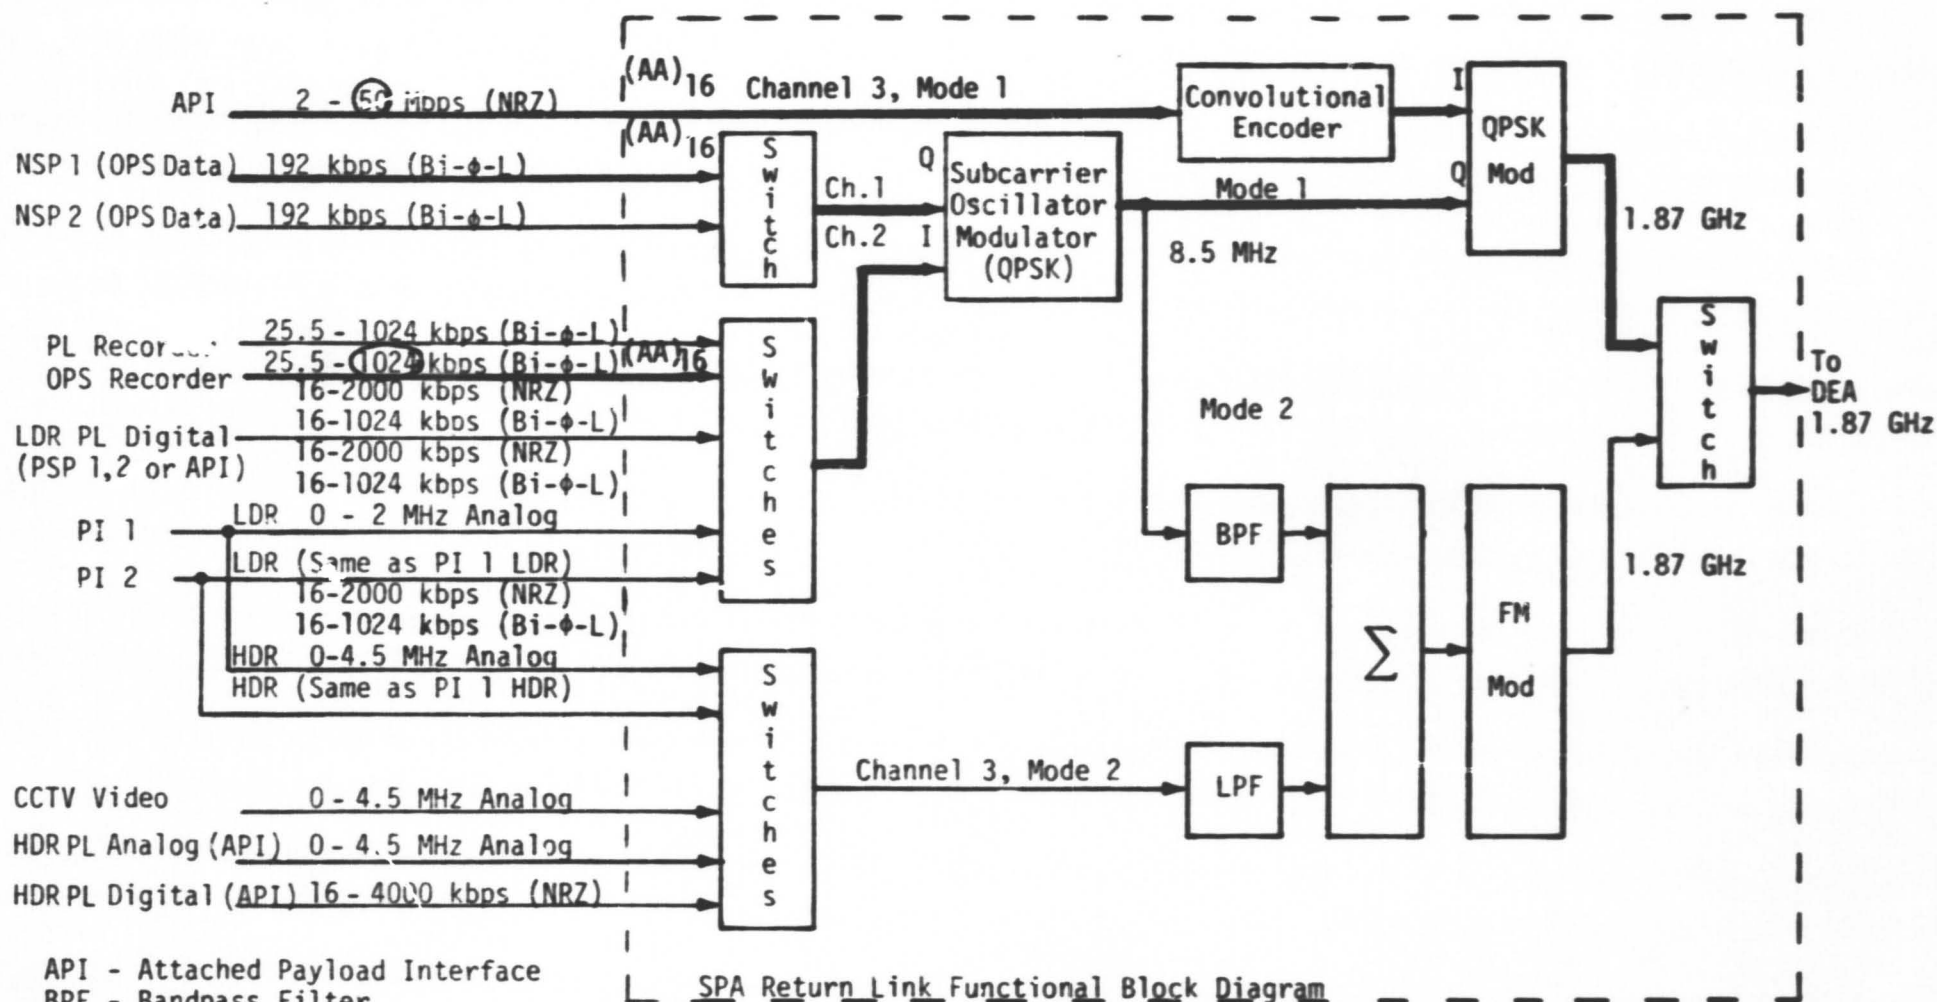 (AA)16 Channel 3, Mode 1
API 2 - 50 Mbps (NRZ)
Convolutional
Encoder
I
QPSK
Mod
Q
(AA)16
NSP 1 (OPS Data) 192 kbps (Bi-ϕ-L)
NSP 2 (OPS Data) 192 kbps (Bi-ϕ-L)
Switch
Ch.1
Ch.2
Q
I
Subcarrier
Oscillator
Modulator
(QPSK)
Mode 1
8.5 MHz
1.87 GHz
PL 25.5 - 1024 kbps (Bi-ϕ-L)
OPS Recorder 25.5 - 1024 kbps (Bi-ϕ-L) (AA)16
16-2000 kbps (NRZ)
16-1024 kbps (Bi-ϕ-L)
LDR PL Digital
(PSP 1,2 or API)
16-2000 kbps (NRZ)
16-1024 kbps (Bi-ϕ-L)
PI 1 LDR 0 - 2 MHz Analog
PI 2 LDR (Same as PI 1 LDR)
16-2000 kbps (NRZ)
16-1024 kbps (Bi-ϕ-L)
Switches
HDR 0-4.5 MHz Analog
HDR (Same as PI 1 HDR)
CCTV Video 0 - 4.5 MHz Analog
HDR PL Analog (API) 0 - 4.5 MHz Analog
HDR PL Digital (API) 16 - 4000 kbps (NRZ)
Switches
Channel 3, Mode 2
Mode 2
BPF
LPF
Σ
FM
Mod
1.87 GHz
Switch
To
DEA
1.87 GHz
API - Attached Payload Interface
BPF - Bandpass Filter
SPA Return Link Functional Block Diagram